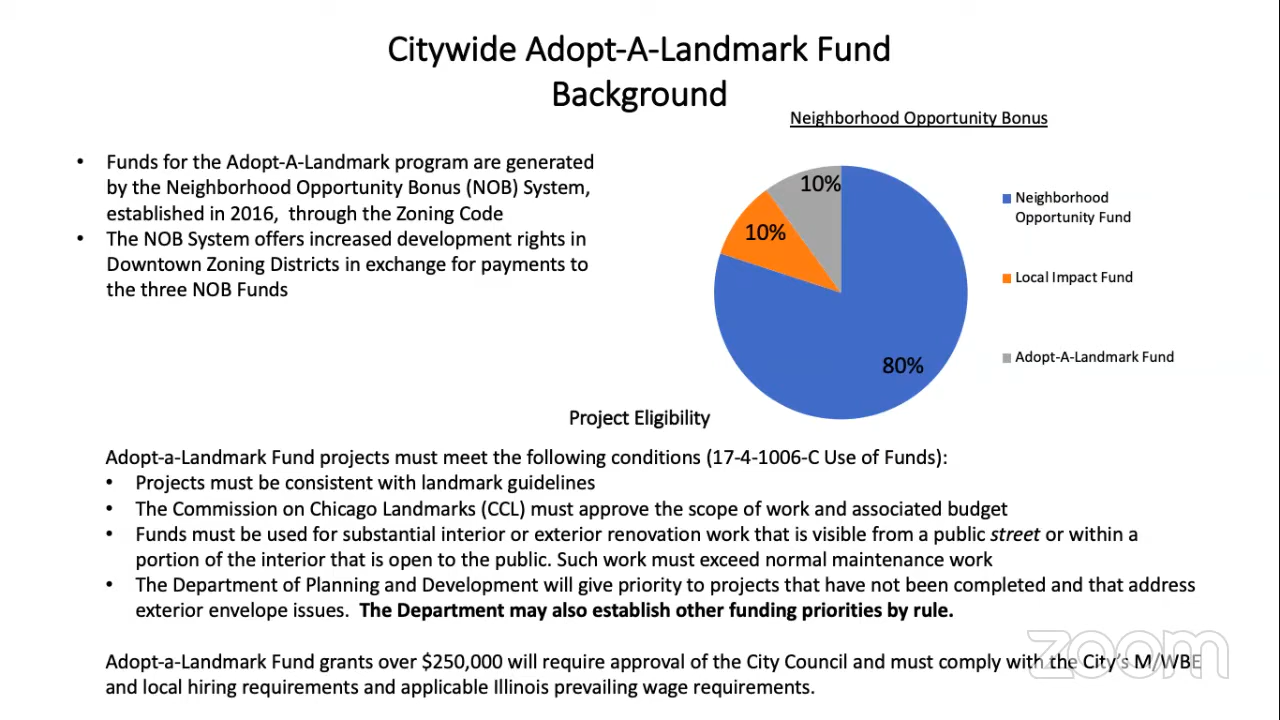 Citywide Adopt-A-Landmark Fund
Background
Neighborhood Opportunity Bonus
• Funds for the Adopt-A-Landmark program are generated
by the Neighborhood Opportunity Bonus (NOB) System,
established in 2016, through the Zoning Code
• The NOB System offers increased development rights in
Downtown Zoning Districts in exchange for payments to
the three NOB Funds
10%
10%
80%
Neighborhood
Opportunity Fund
Local Impact Fund
Adopt-A-Landmark Fund
Project Eligibility
Adopt-a-Landmark Fund projects must meet the following conditions (17-4-1006-C Use of Funds):
• Projects must be consistent with landmark guidelines
• The Commission on Chicago Landmarks (CCL) must approve the scope of work and associated budget
• Funds must be used for substantial interior or exterior renovation work that is visible from a public street or within a
portion of the interior that is open to the public. Such work must exceed normal maintenance work
• The Department of Planning and Development will give priority to projects that have not been completed and that address
exterior envelope issues. The Department may also establish other funding priorities by rule.
Adopt-a-Landmark Fund grants over $250,000 will require approval of the City Council and must comply with the City's M/WBE
and local hiring requirements and applicable Illinois prevailing wage requirements.
zoom